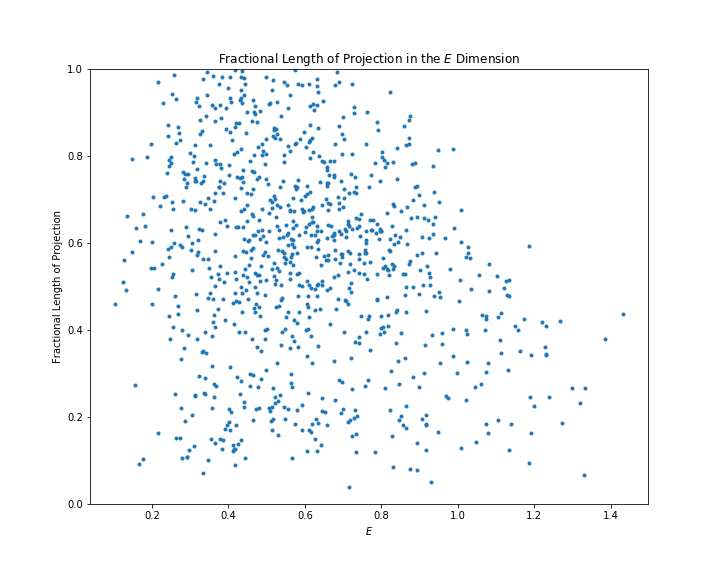 Fractional Length of Projection in the E Dimension
1.0
0.8
0.6
0.4
0.2
0.0
Fractional Length of Projection
0.2 0.4 0.6 0.8 1.0 1.2 1.4
E